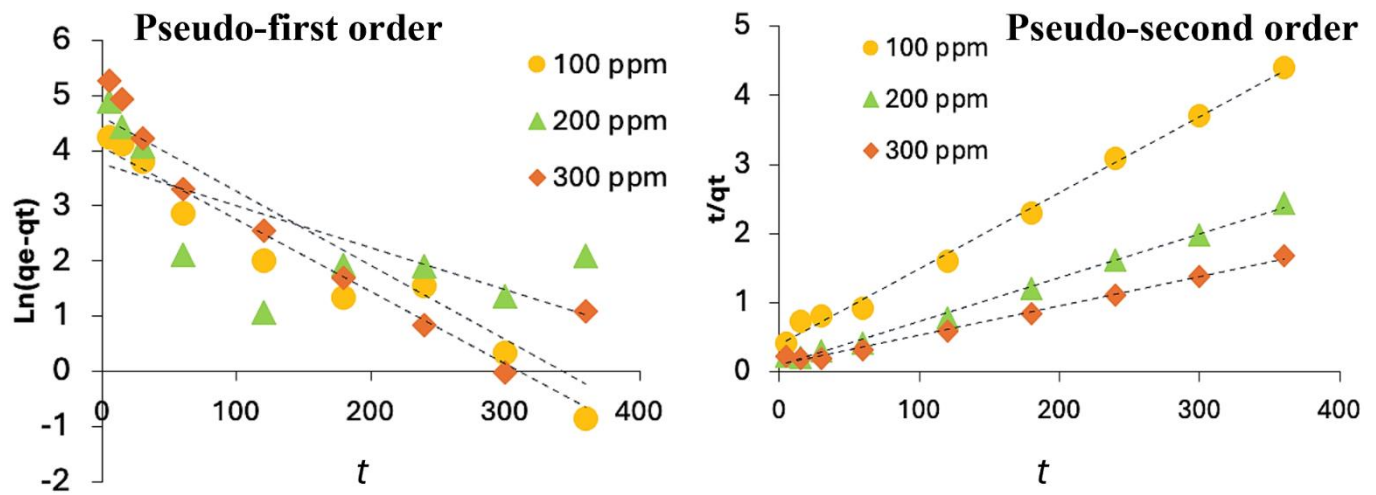 Pseudo-first order
6
5
4
3
2
1
0
-1
-2
Ln(qe-qt)
100 ppm
200 ppm
300 ppm
0 100 200 300 400
t
Pseudo-second order
5
4
3
2
1
0
t/qt
100 ppm
200 ppm
300 ppm
0 100 200 300 400
t